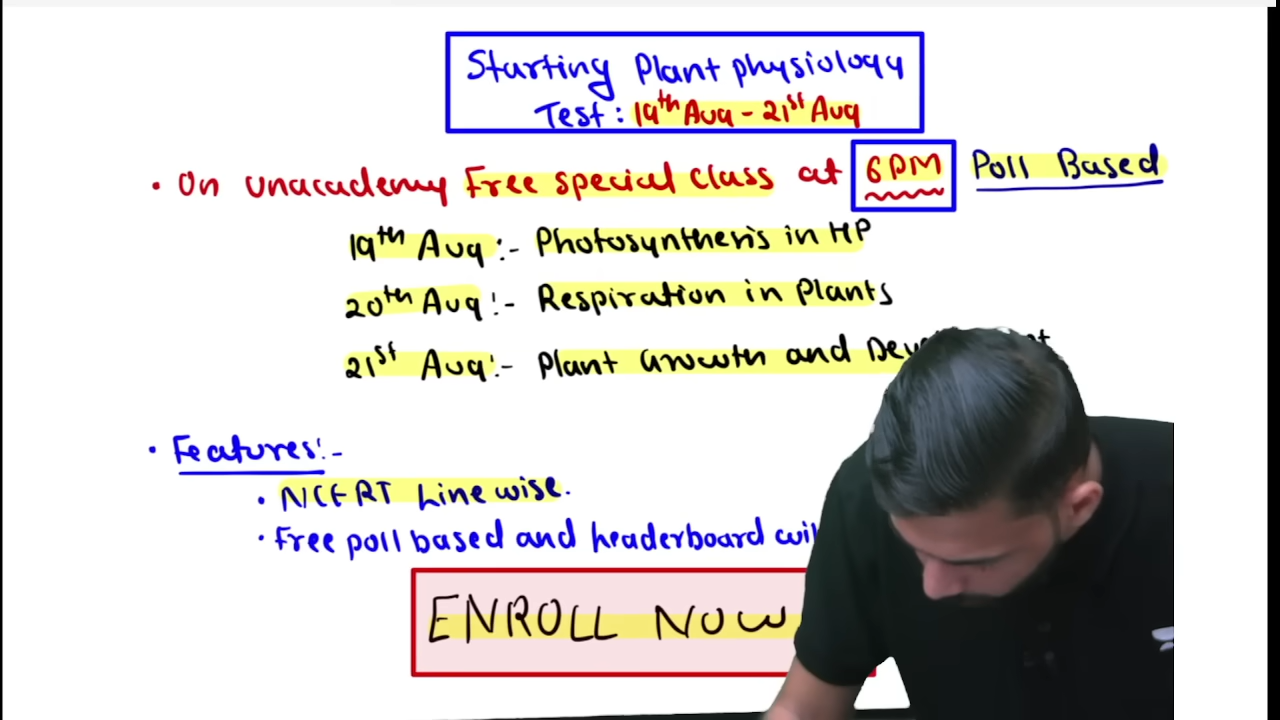 Starting Plant physiology
Test: 19th Aug - 21st Aug
• On unacademy Free special class at 6 PM Poll Based
19th Aug :- Photosynthesis in HP
20th Aug :- Respiration in Plants
21st Aug :- Plant Growth and
• Features :-
• NCERT Line wise.
• Free poll based and leaderboard
ENROLL NOW